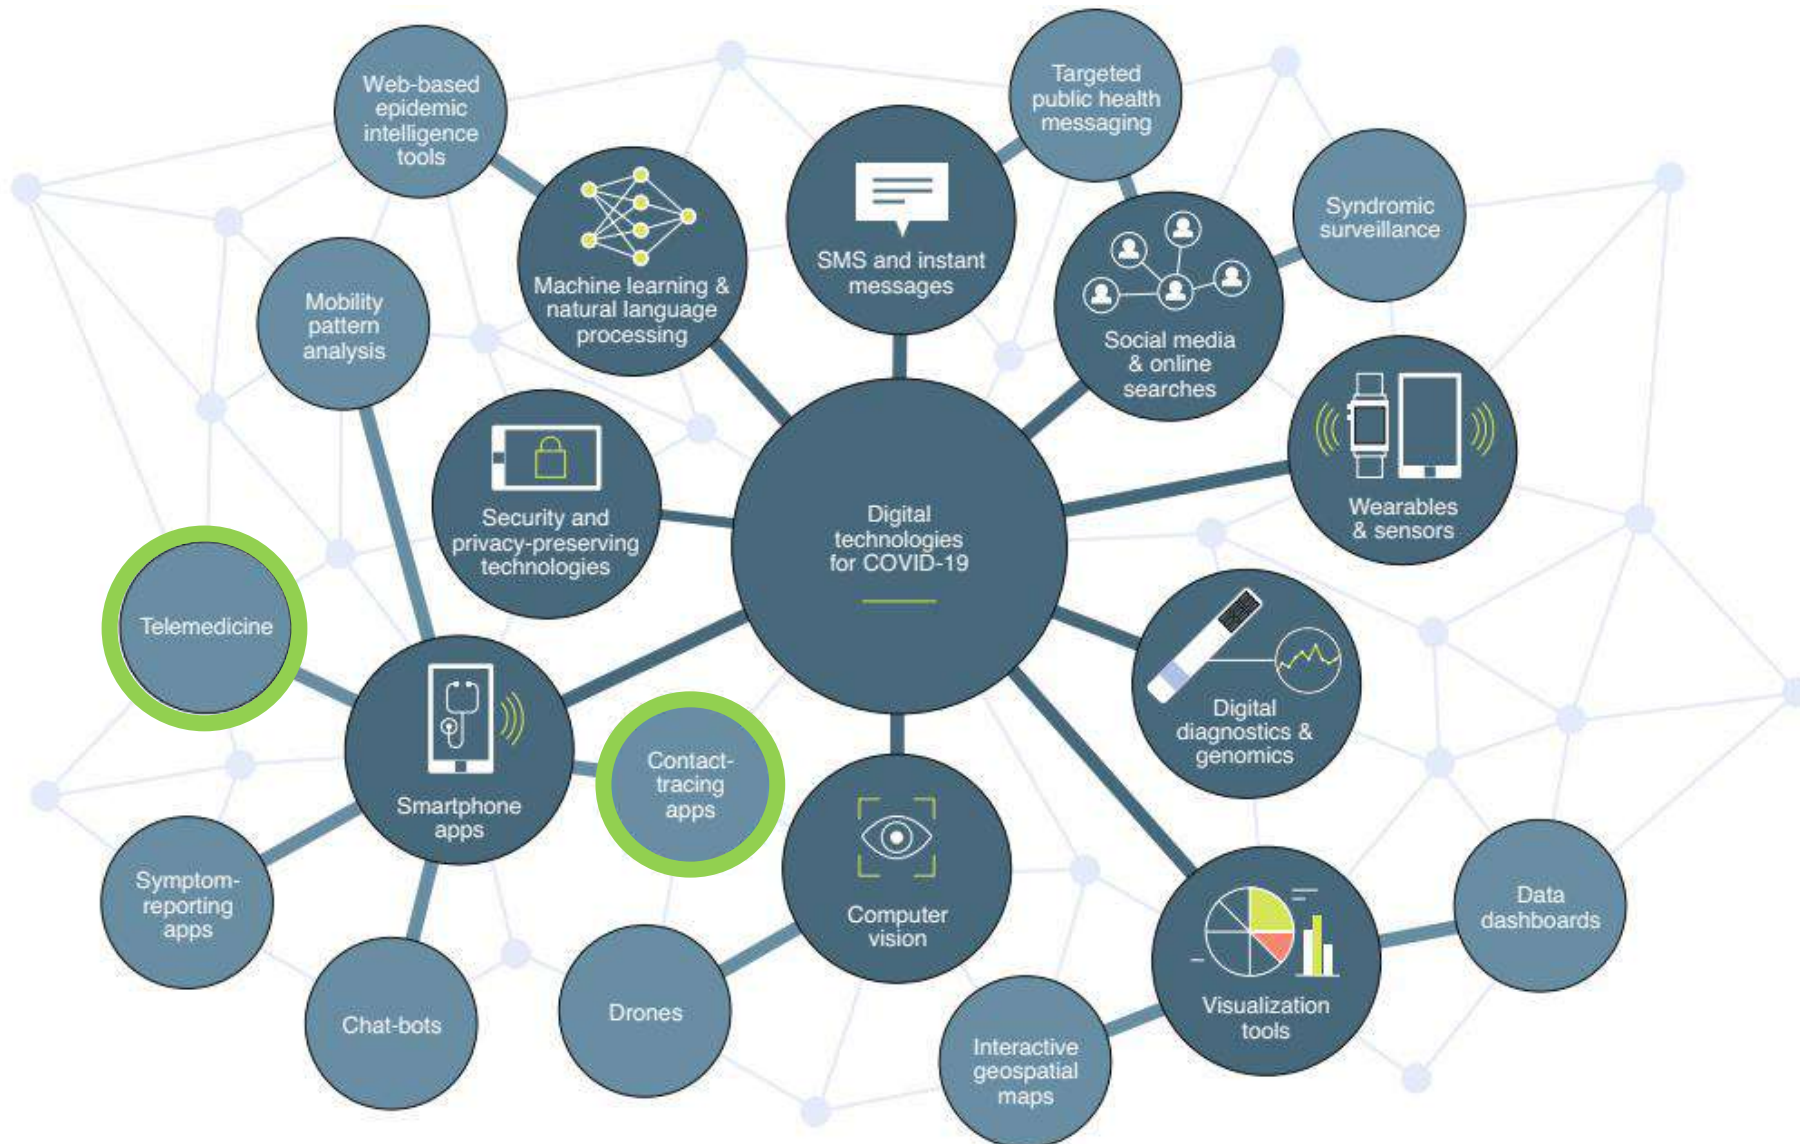 Web-based
epidemic
intelligence
tools
Targeted
public health
messaging
Syndromic
surveillance
SMS and instant
messages
Machine learning &
natural language
processing
Mobility
pattern
analysis
Social media
& online
searches
Wearables
& sensors
Security and
privacy-preserving
technologies
Digital
technologies
for COVID-19
Telemedicine
Digital
diagnostics &
genomics
Contact-
tracing
apps
Smartphone
apps
Symptom-
reporting
apps
Computer
vision
Data
dashboards
Chat-bots
Drones
Visualization
tools
Interactive
geospatial
maps